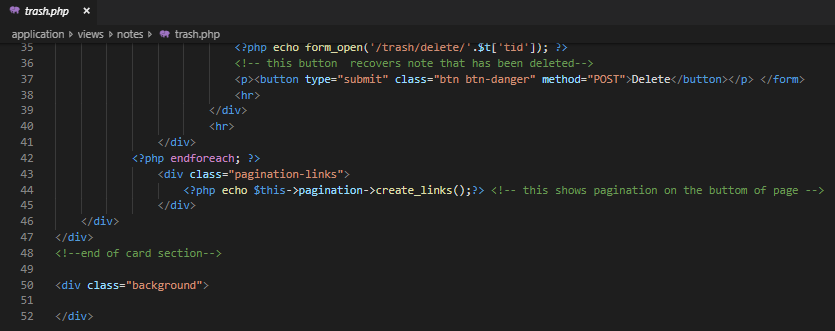 trash.php ×
application > views > notes > trash.php
35 <?php echo form_open('/trash/delete/'.$t['tid']); ?>
36 <!-- this button  recovers note that has been deleted-->
37 <p><button type="submit" class="btn btn-danger" method="POST">Delete</button></p> </form>
38 <hr>
39 </div>
40 <hr>
41 </div>
42 <?php endforeach; ?>
43 <div class="pagination-links">
44 <?php echo $this->pagination->create_links();?> <!-- this shows pagination on the buttom of page -->
45 </div>
46 </div>
47 </div>
48 <!--end of card section-->
49
50 <div class="background">
51
52 </div>